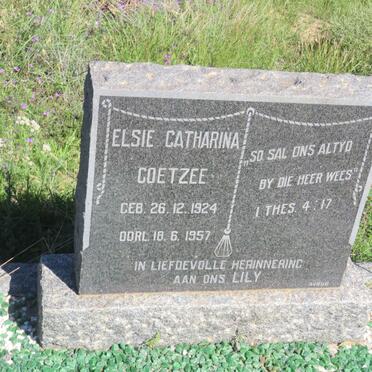 ELSIE CATHARINA
COETZEE
GEB. 26. 12. 1924
OORL. 18. 6. 1957
„SO SAL ONS ALTYD
BY DIE HEER WEES"
1 THES. 4: 17
IN LIEFDEVOLLE HERINNERING
AAN ONS LILY